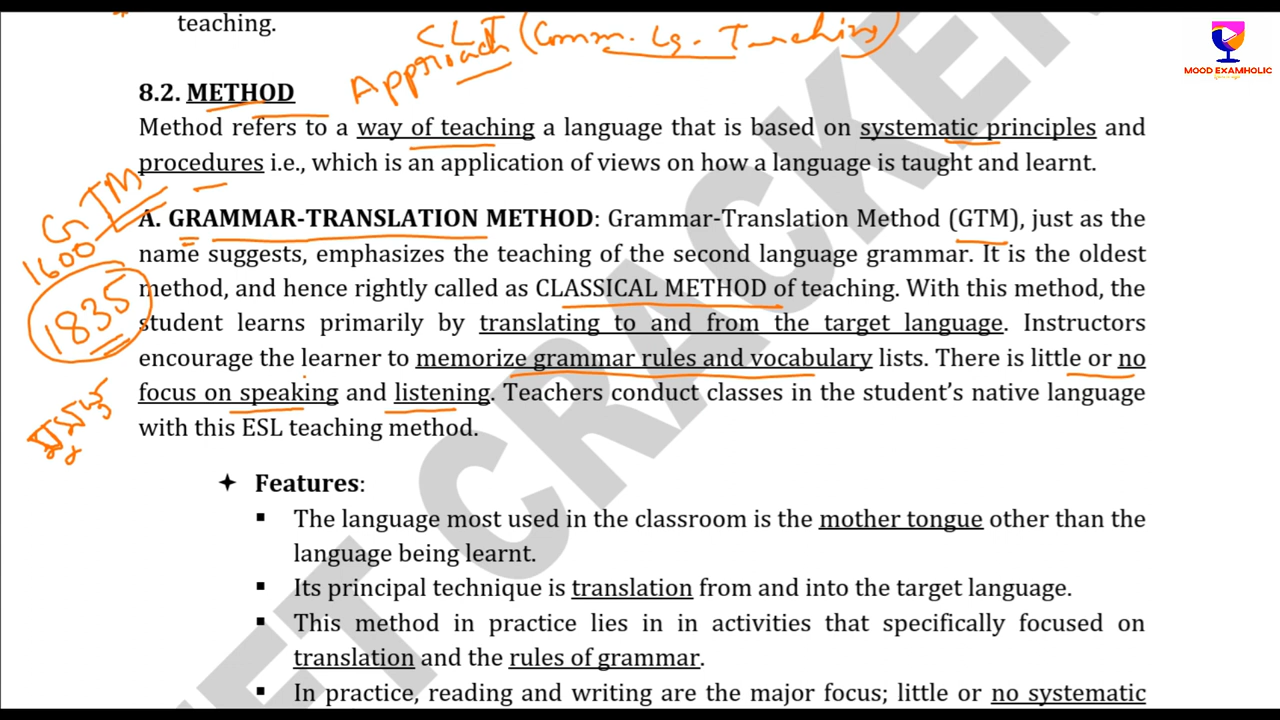 teaching.
CLT (Comm. Lg. Teaching)
Approach
MOOD EXAMHOLIC
8.2. METHOD
Method refers to a way of teaching a language that is based on systematic principles and
procedures i.e., which is an application of views on how a language is taught and learnt.
GTM
A. GRAMMAR-TRANSLATION METHOD: Grammar-Translation Method (GTM), just as the
1600
name suggests, emphasizes the teaching of the second language grammar. It is the oldest
method, and hence rightly called as CLASSICAL METHOD of teaching. With this method, the
1835
student learns primarily by translating to and from the target language. Instructors
encourage the learner to memorize grammar rules and vocabulary lists. There is little or no
focus on speaking and listening. Teachers conduct classes in the student's native language
with this ESL teaching method.
✦ Features:
▪ The language most used in the classroom is the mother tongue other than the
language being learnt.
▪ Its principal technique is translation from and into the target language.
▪ This method in practice lies in in activities that specifically focused on
translation and the rules of grammar.
▪ In practice, reading and writing are the major focus; little or no systematic